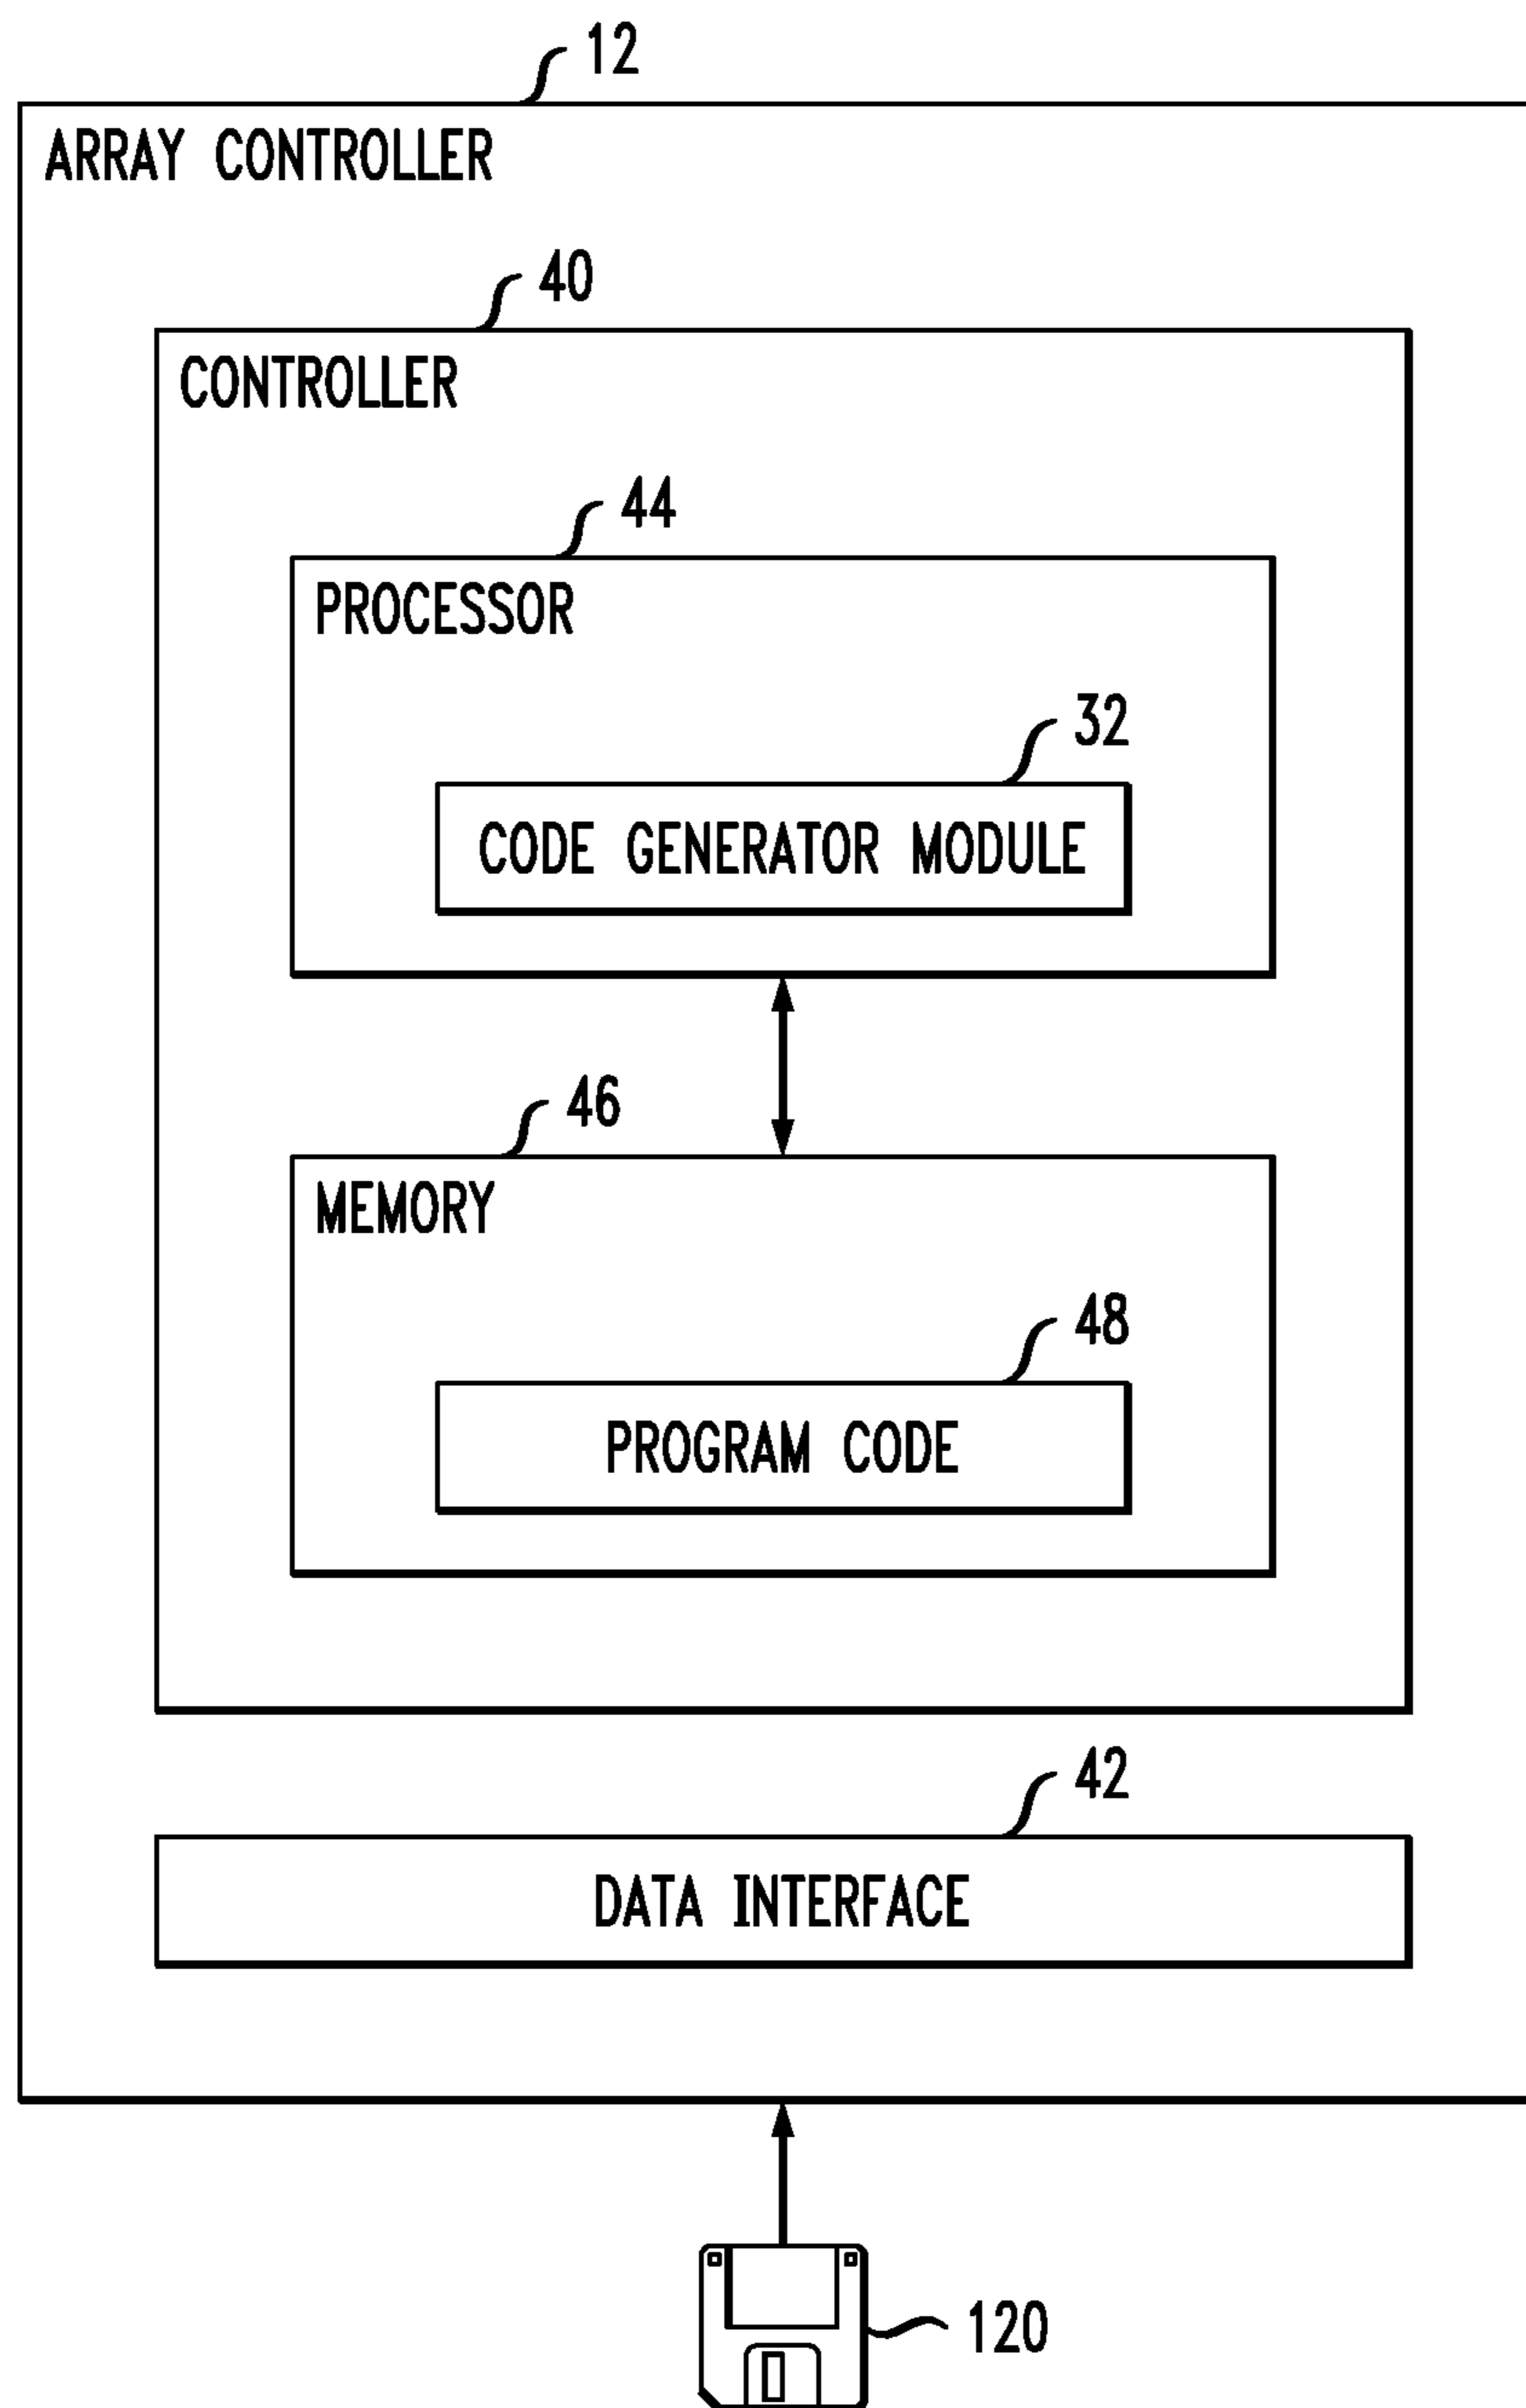 12
ARRAY CONTROLLER
40
CONTROLLER
44
PROCESSOR
32
CODE GENERATOR MODULE
46
MEMORY
48
PROGRAM CODE
42
DATA INTERFACE
120